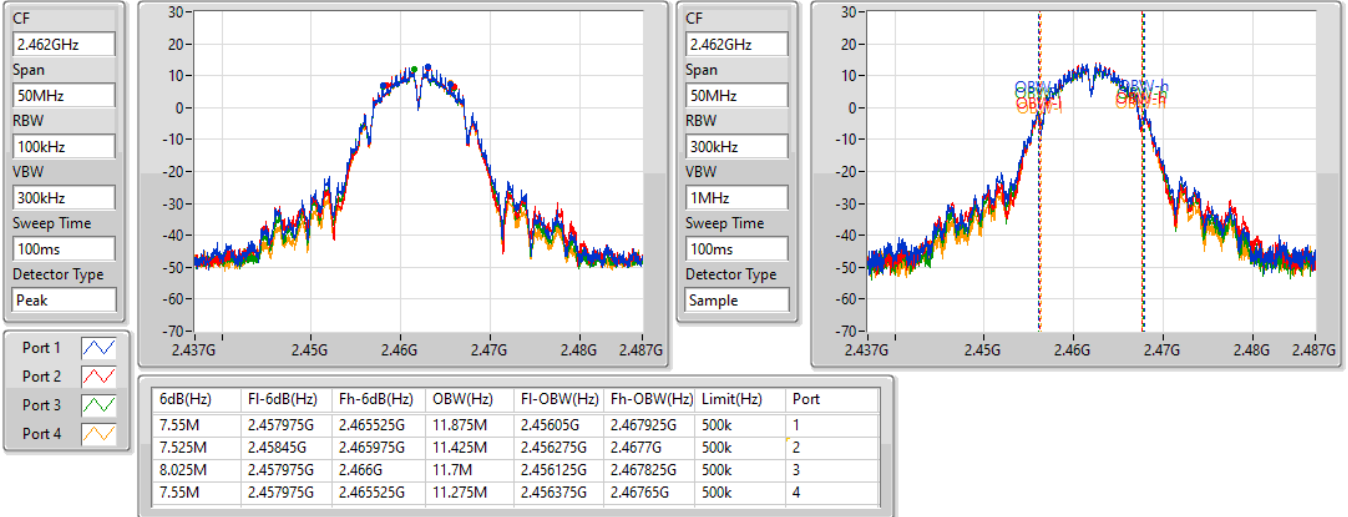 CF
2.462GHz
Span
50MHz
RBW
100kHz
VBW
300kHz
Sweep Time
100ms
Detector Type
Peak
30
20
10
0
-10
-20
-30
-40
-50
-60
-70
2.437G 2.45G 2.46G 2.47G 2.48G 2.487G
CF
2.462GHz
Span
50MHz
RBW
300kHz
VBW
1MHz
Sweep Time
100ms
Detector Type
Sample
30
20
10
0
-10
-20
-30
-40
-50
-60
-70
OBW-l OBW-h
2.437G 2.45G 2.46G 2.47G 2.48G 2.487G
Port 1
Port 2
Port 3
Port 4
6dB(Hz) Fl-6dB(Hz) Fh-6dB(Hz) OBW(Hz) Fl-OBW(Hz) Fh-OBW(Hz) Limit(Hz) Port
7.55M 2.457975G 2.465525G 11.875M 2.45605G 2.467925G 500k 1
7.525M 2.45845G 2.465975G 11.425M 2.456275G 2.4677G 500k 2
8.025M 2.457975G 2.466G 11.7M 2.456125G 2.467825G 500k 3
7.55M 2.457975G 2.465525G 11.275M 2.456375G 2.46765G 500k 4